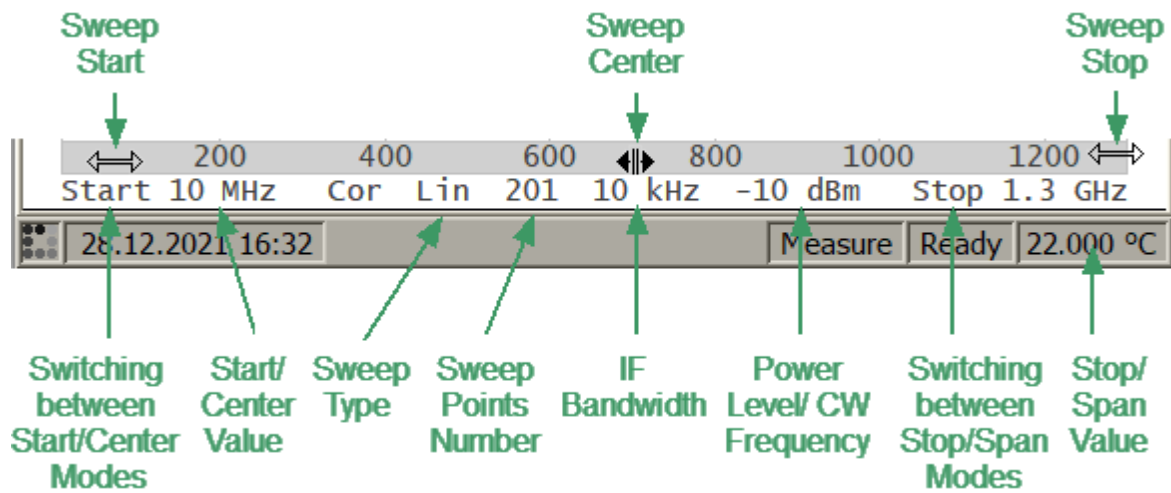 Sweep Start
Sweep Center
Sweep Stop
200 400 600 800 1000 1200
Start 10 MHz Cor Lin 201 10 kHz -10 dBm Stop 1.3 GHz
28.12.2021 16:32 Measure Ready 22.000 ºC
Switching between Start/Center Modes
Start/ Center Value
Sweep Type
Sweep Points Number
IF Bandwidth
Power Level/ CW Frequency
Switching between Stop/Span Modes
Stop/ Span Value